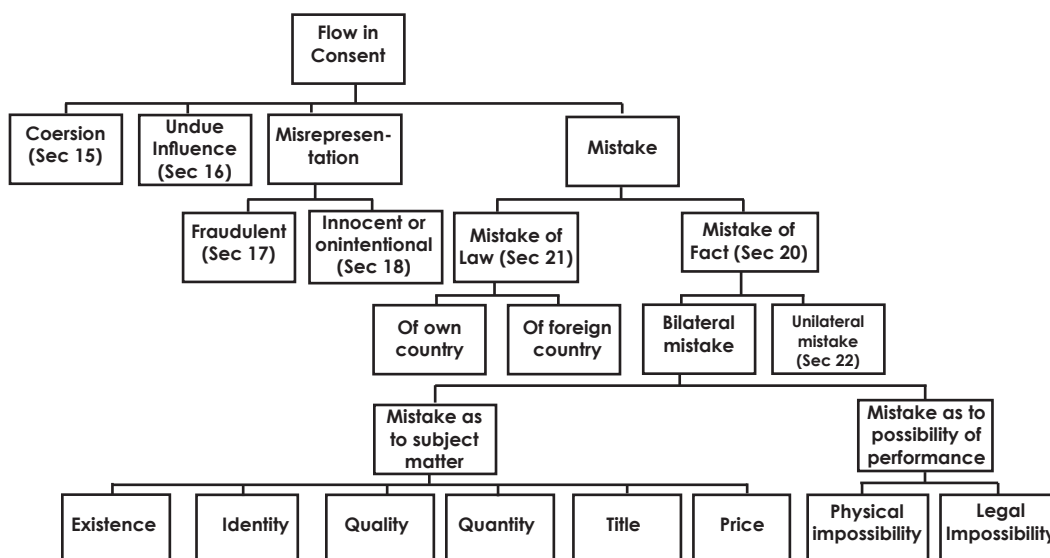 Flow in
Consent
Coersion
(Sec 15)
Undue
Influence
(Sec 16)
Misrepresen-
tation
Mistake
Fraudulent
(Sec 17)
Innocent or
onintentional
(Sec 18)
Mistake of
Law (Sec 21)
Mistake of
Fact (Sec 20)
Of own
country
Of foreign
country
Bilateral
mistake
Unilateral
mistake
(Sec 22)
Mistake as
to subject
matter
Mistake as to
possibility of
performance
Existence
Identity
Quality
Quantity
Title
Price
Physical
impossibility
Legal
Impossibility